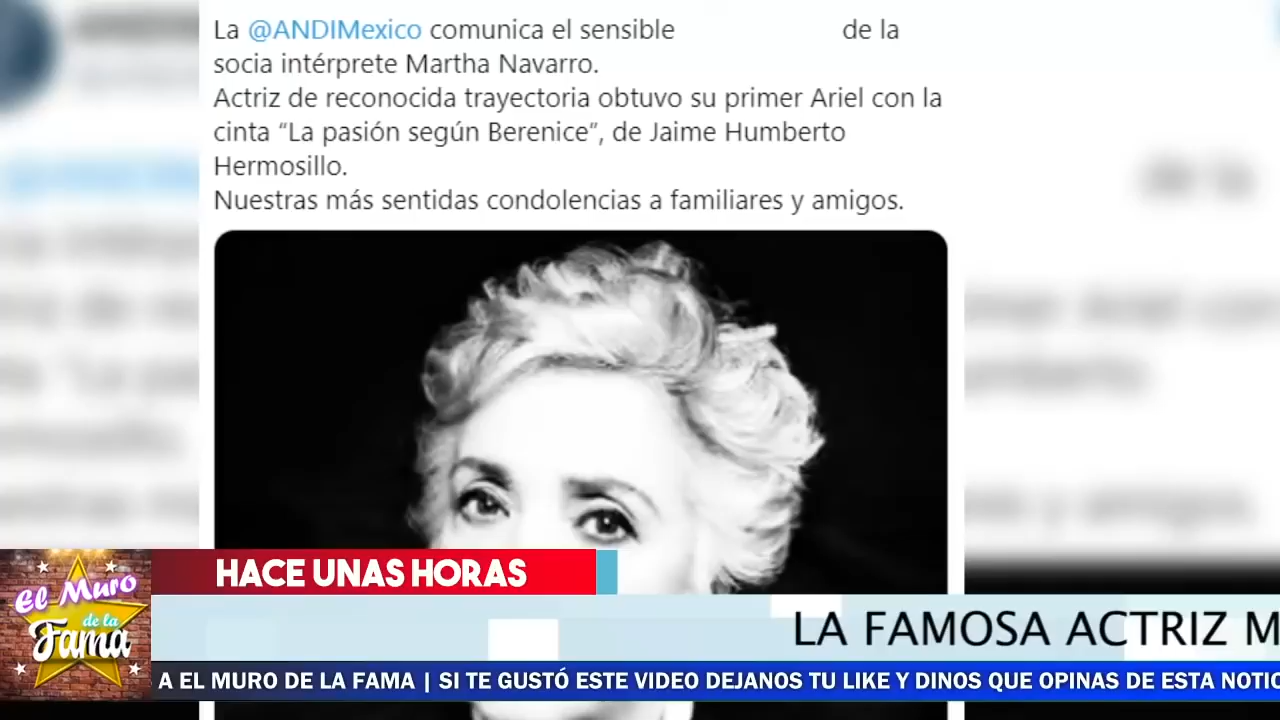 La @ANDIMexico comunica el sensible de la
socia intérprete Martha Navarro.
Actriz de reconocida trayectoria obtuvo su primer Ariel con la
cinta “La pasión según Berenice”, de Jaime Humberto
Hermosillo.
Nuestras más sentidas condolencias a familiares y amigos.
HACE UNAS HORAS
El Muro
de la
Fama
LA FAMOSA ACTRIZ M
A EL MURO DE LA FAMA | SI TE GUSTÓ ESTE VIDEO DEJANOS TU LIKE Y DINOS QUE OPINAS DE ESTA NOTIC